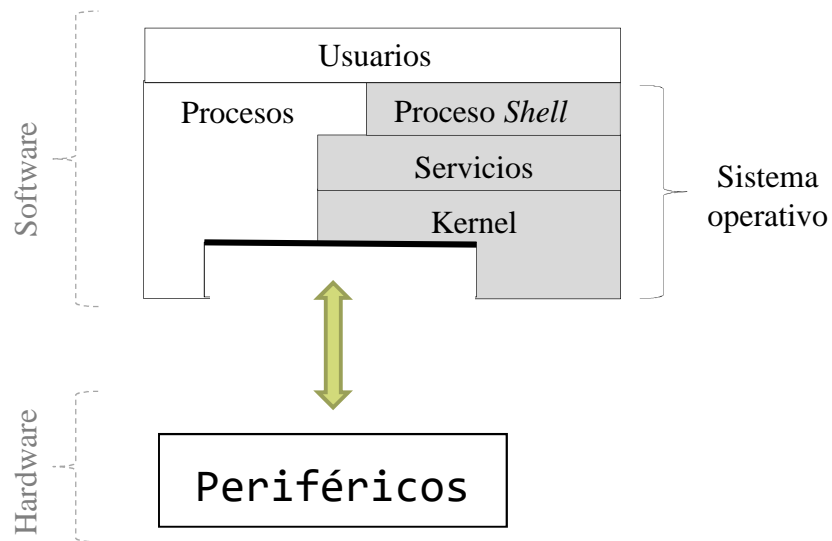 Software
Usuarios
Procesos
Proceso Shell
Servicios
Kernel
Sistema
operativo
Hardware
Periféricos